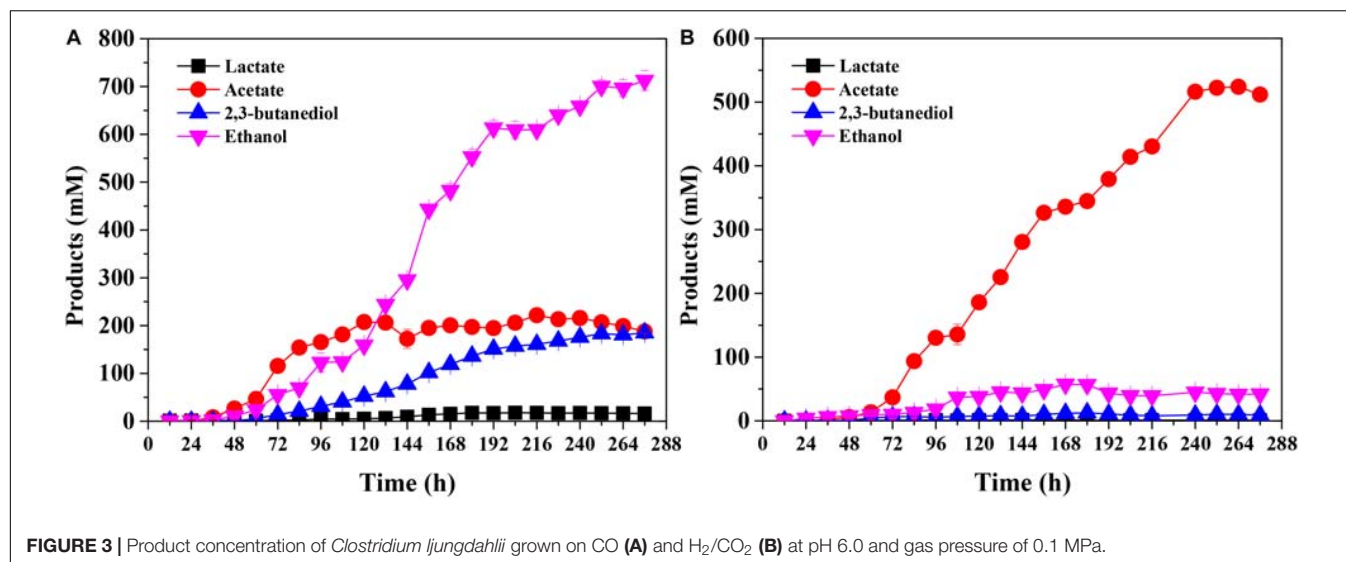 A
800
700
600
500
400
300
200
100
0
Products (mM)
Lactate
Acetate
2,3-butanediol
Ethanol
0 24 48 72 96 120 144 168 192 216 240 264 288
Time (h)
B
600
500
400
300
200
100
0
Products (mM)
Lactate
Acetate
2,3-butanediol
Ethanol
0 24 48 72 96 120 144 168 192 216 240 264 288
Time (h)
FIGURE 3 | Product concentration of Clostridium ljungdahlii grown on CO (A) and H₂/CO₂ (B) at pH 6.0 and gas pressure of 0.1 MPa.